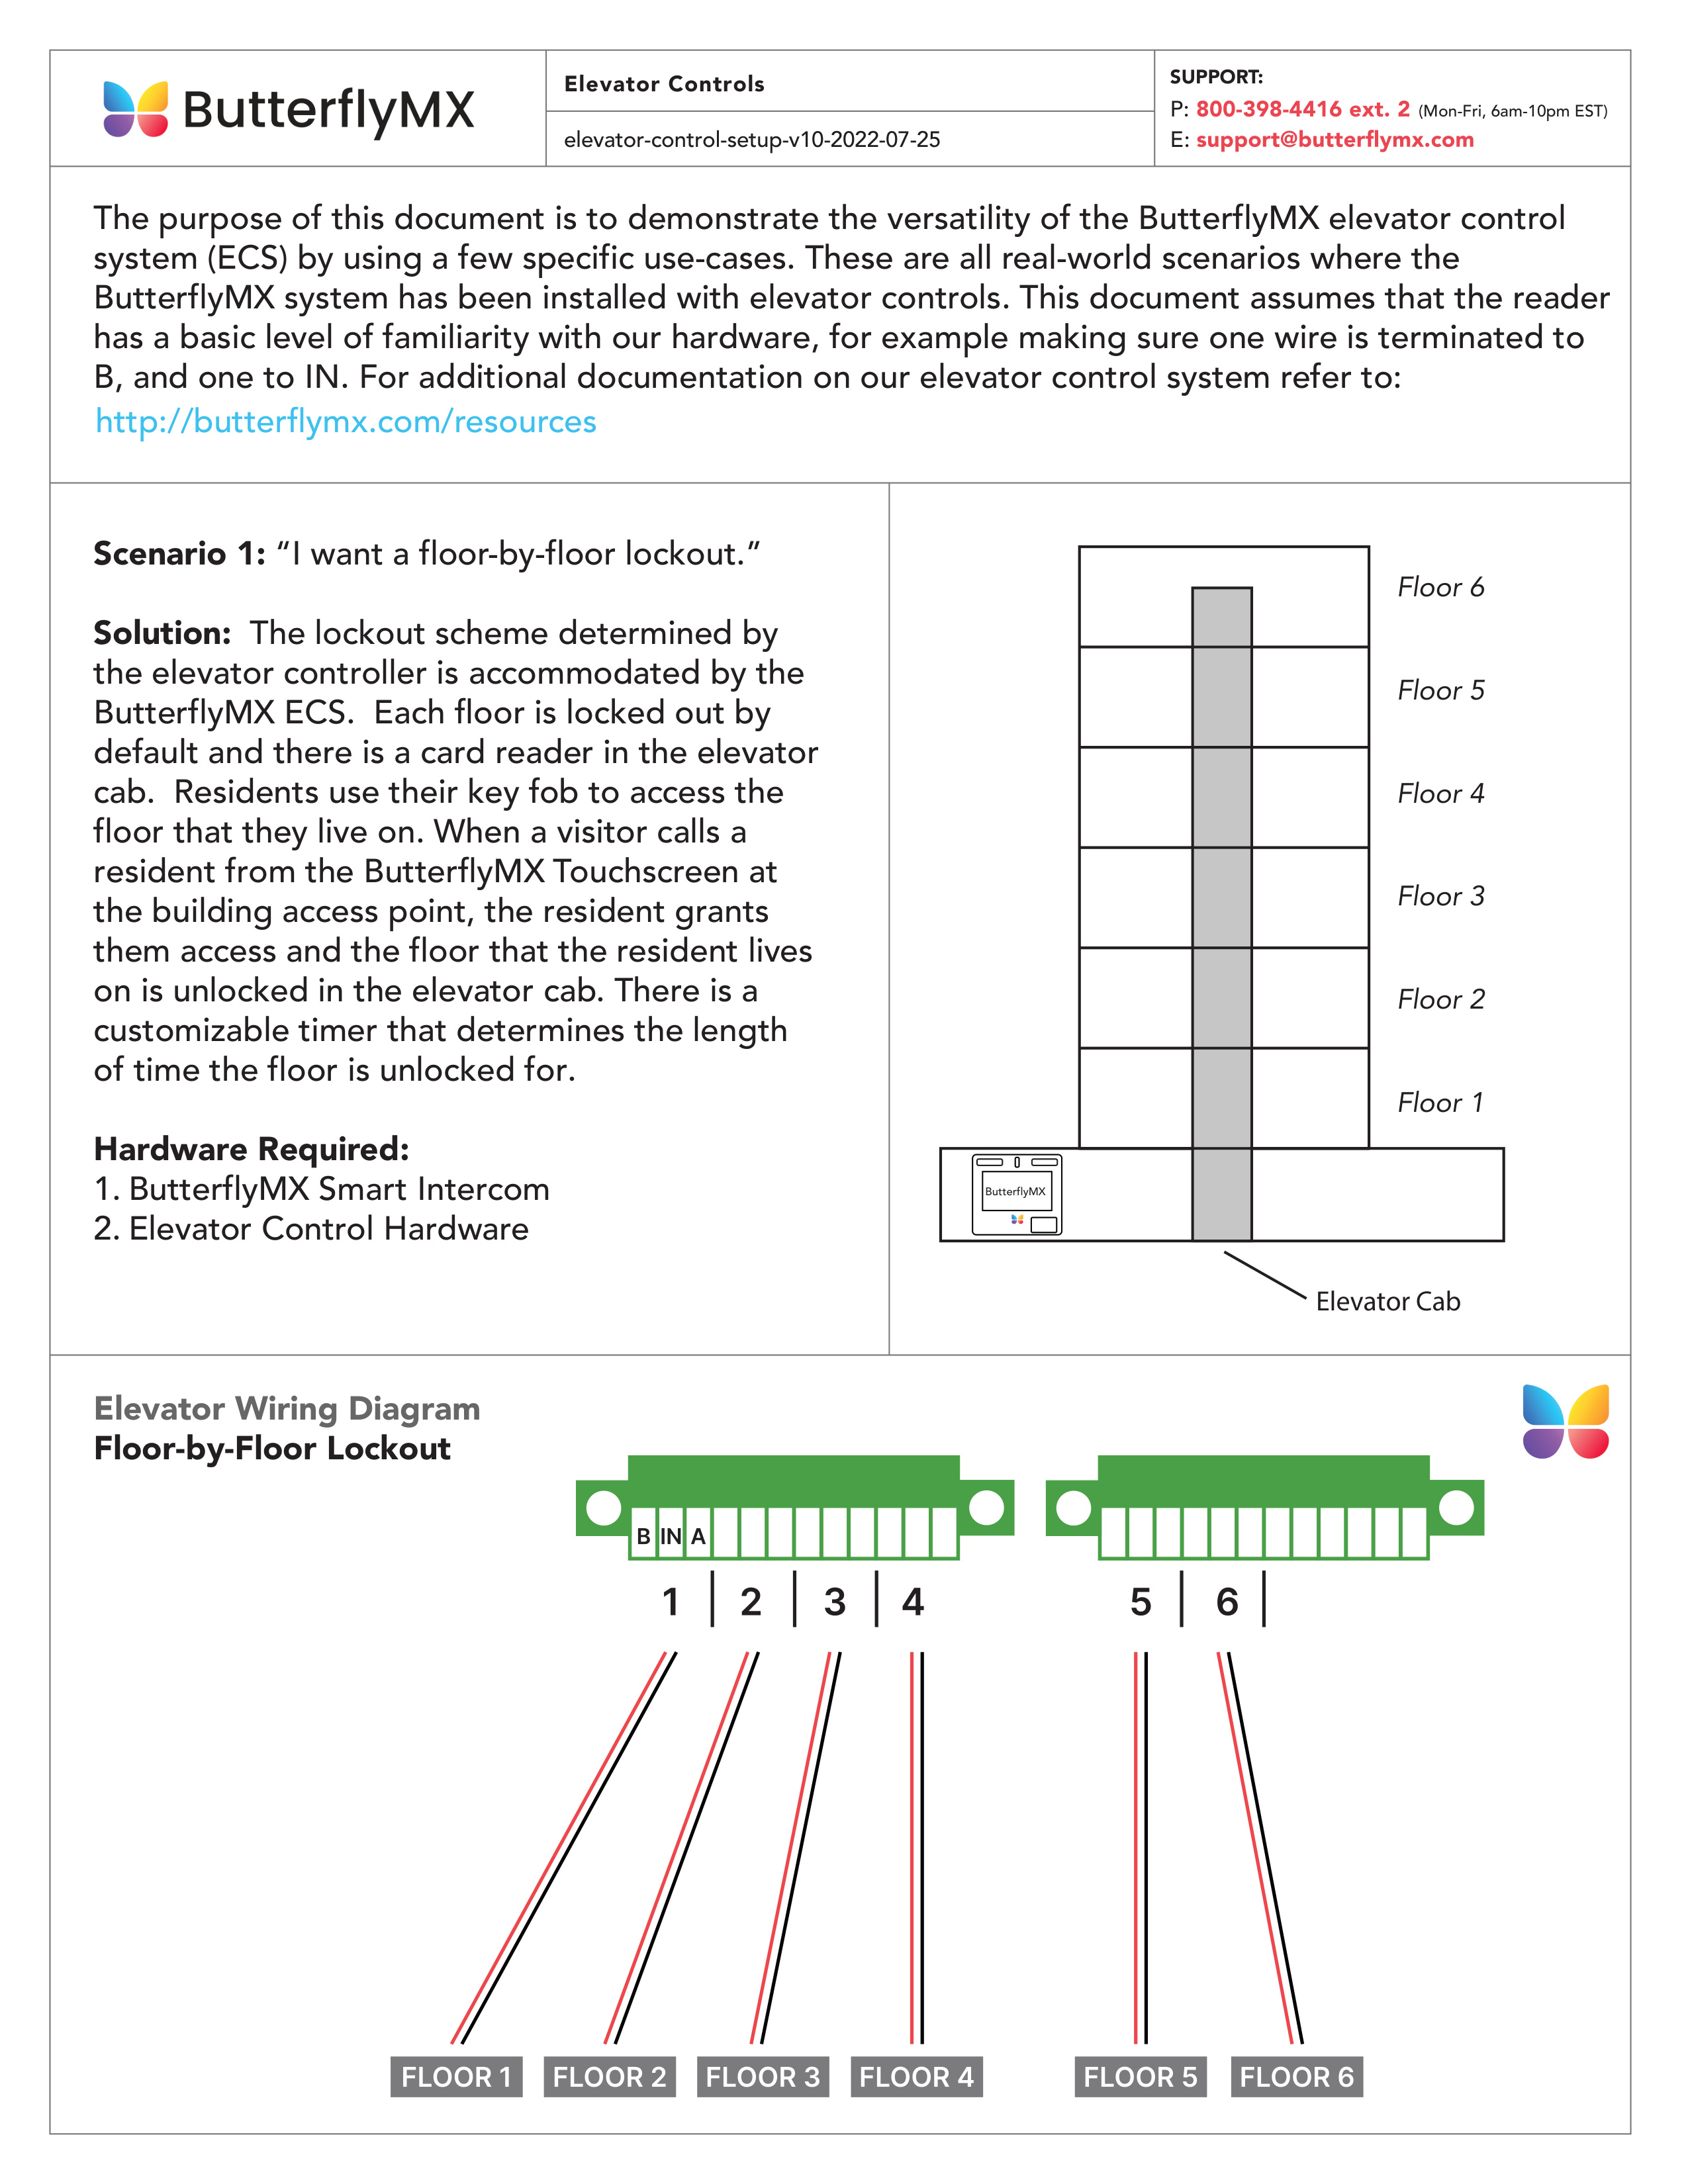 ButterflyMX
Elevator Controls
elevator-control-setup-v10-2022-07-25
SUPPORT:
P: 800-398-4416 ext. 2 (Mon-Fri, 6am-10pm EST)
E: support@butterflymx.com
The purpose of this document is to demonstrate the versatility of the ButterflyMX elevator control
system (ECS) by using a few specific use-cases. These are all real-world scenarios where the
ButterflyMX system has been installed with elevator controls. This document assumes that the reader
has a basic level of familiarity with our hardware, for example making sure one wire is terminated to
B, and one to IN. For additional documentation on our elevator control system refer to:
http://butterflymx.com/resources
Scenario 1: “I want a floor-by-floor lockout.”
Solution: The lockout scheme determined by
the elevator controller is accommodated by the
ButterflyMX ECS. Each floor is locked out by
default and there is a card reader in the elevator
cab. Residents use their key fob to access the
floor that they live on. When a visitor calls a
resident from the ButterflyMX Touchscreen at
the building access point, the resident grants
them access and the floor that the resident lives
on is unlocked in the elevator cab. There is a
customizable timer that determines the length
of time the floor is unlocked for.
Hardware Required:
1. ButterflyMX Smart Intercom
2. Elevator Control Hardware
Floor 6
Floor 5
Floor 4
Floor 3
Floor 2
Floor 1
ButterflyMX
Elevator Cab
Elevator Wiring Diagram
Floor-by-Floor Lockout
B IN A
1 2 3 4 5 6
FLOOR 1 FLOOR 2 FLOOR 3 FLOOR 4 FLOOR 5 FLOOR 6